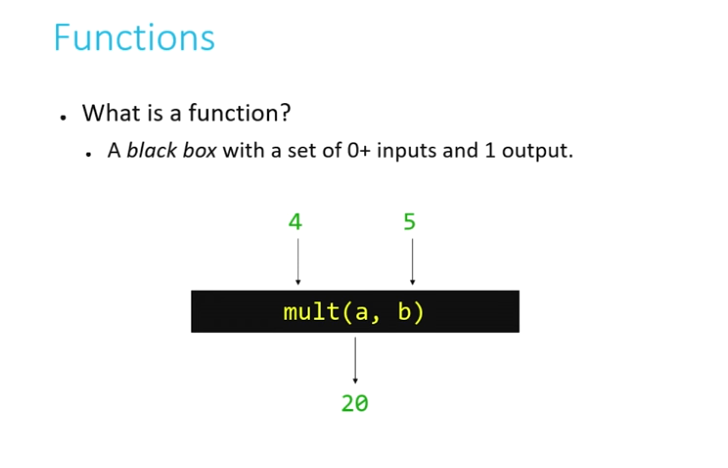 Functions
• What is a function?
• A black box with a set of 0+ inputs and 1 output.
4 5
mult(a, b)
20